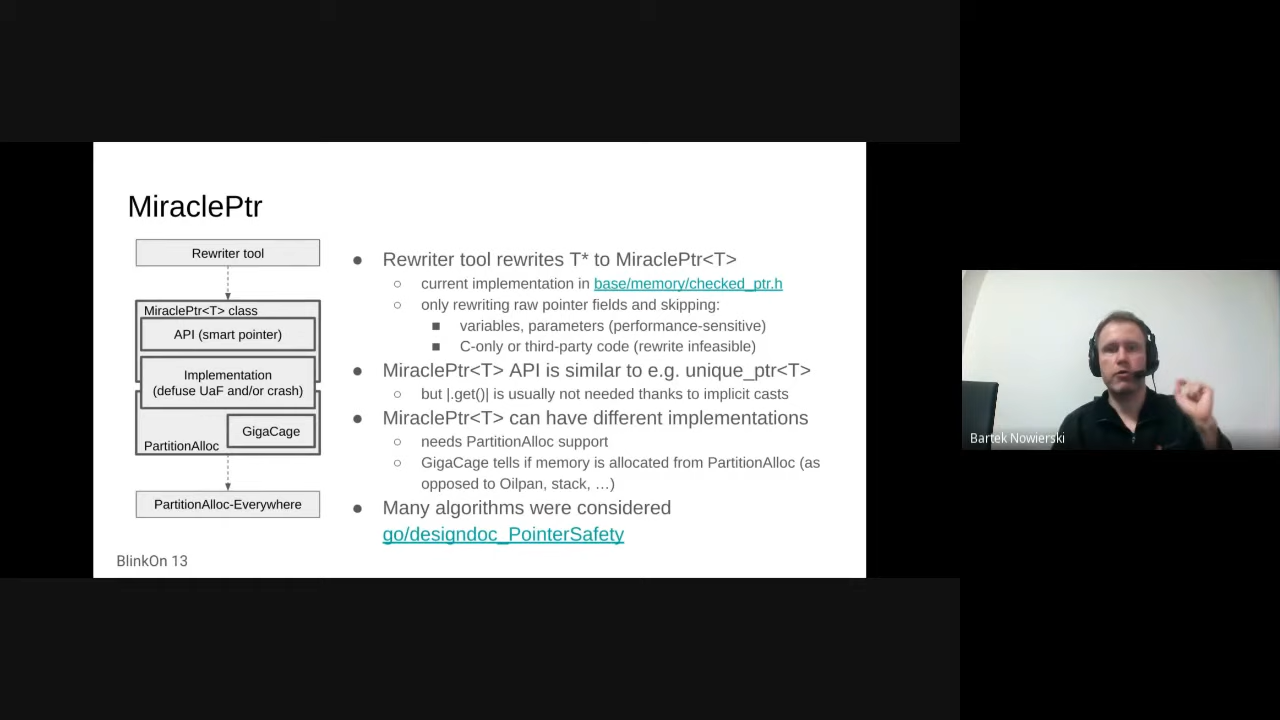 MiraclePtr
Rewriter tool
MiraclePtr<T> class
API (smart pointer)
Implementation
(defuse UaF and/or crash)
GigaCage
PartitionAlloc
PartitionAlloc-Everywhere
● Rewriter tool rewrites T* to MiraclePtr<T>
○ current implementation in base/memory/checked_ptr.h
○ only rewriting raw pointer fields and skipping:
■ variables, parameters (performance-sensitive)
■ C-only or third-party code (rewrite infeasible)
● MiraclePtr<T> API is similar to e.g. unique_ptr<T>
○ but |.get()| is usually not needed thanks to implicit casts
● MiraclePtr<T> can have different implementations
○ needs PartitionAlloc support
○ GigaCage tells if memory is allocated from PartitionAlloc (as
opposed to Oilpan, stack, …)
● Many algorithms were considered
go/designdoc_PointerSafety
BlinkOn 13
Bartek Nowierski